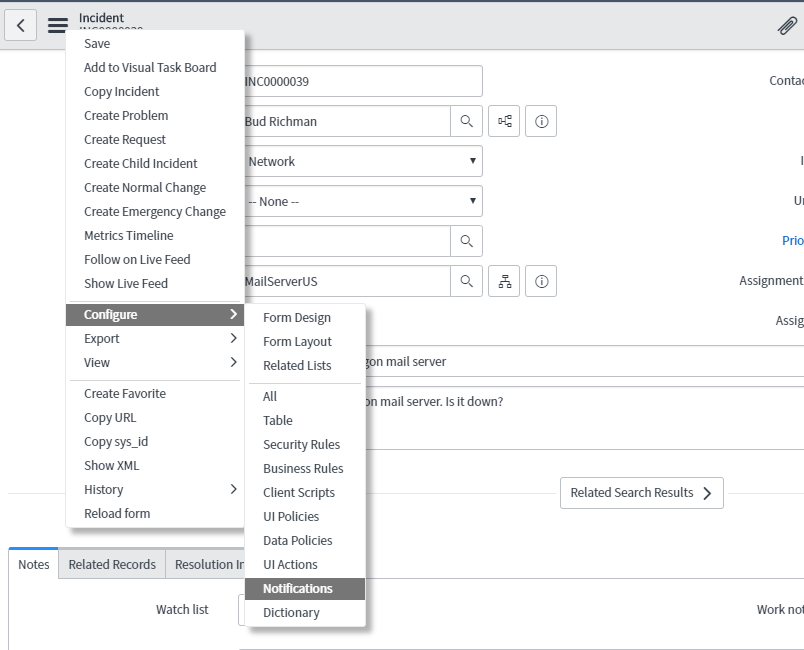 Incident
Save
Add to Visual Task Board
Copy Incident
Create Problem
Create Request
Create Child Incident
Create Normal Change
Create Emergency Change
Metrics Timeline
Follow on Live Feed
Show Live Feed
Configure
Export
View
Create Favorite
Copy URL
Copy sys_id
Show XML
History
Reload form
Form Design
Form Layout
Related Lists
All
Table
Security Rules
Business Rules
Client Scripts
UI Policies
Data Policies
UI Actions
Notifications
Dictionary
INC0000039
Bud Richman
Network
-- None --
MailServerUS
gon mail server
on mail server. Is it down?
Contac
I
Ur
Prio
Assignment
Assig
Related Search Results
Notes
Related Records
Resolution In
Watch list
Work not